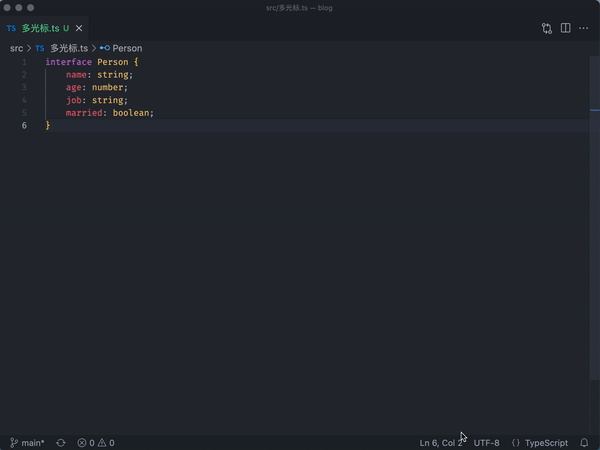 src/多光标.ts — blog
TS 多光标.ts U
src > TS 多光标.ts > Person
1 interface Person {
2 name: string;
3 age: number;
4 job: string;
5 married: boolean;
6 }
main* 0 0 Ln 6, Col 2 UTF-8 {} TypeScript